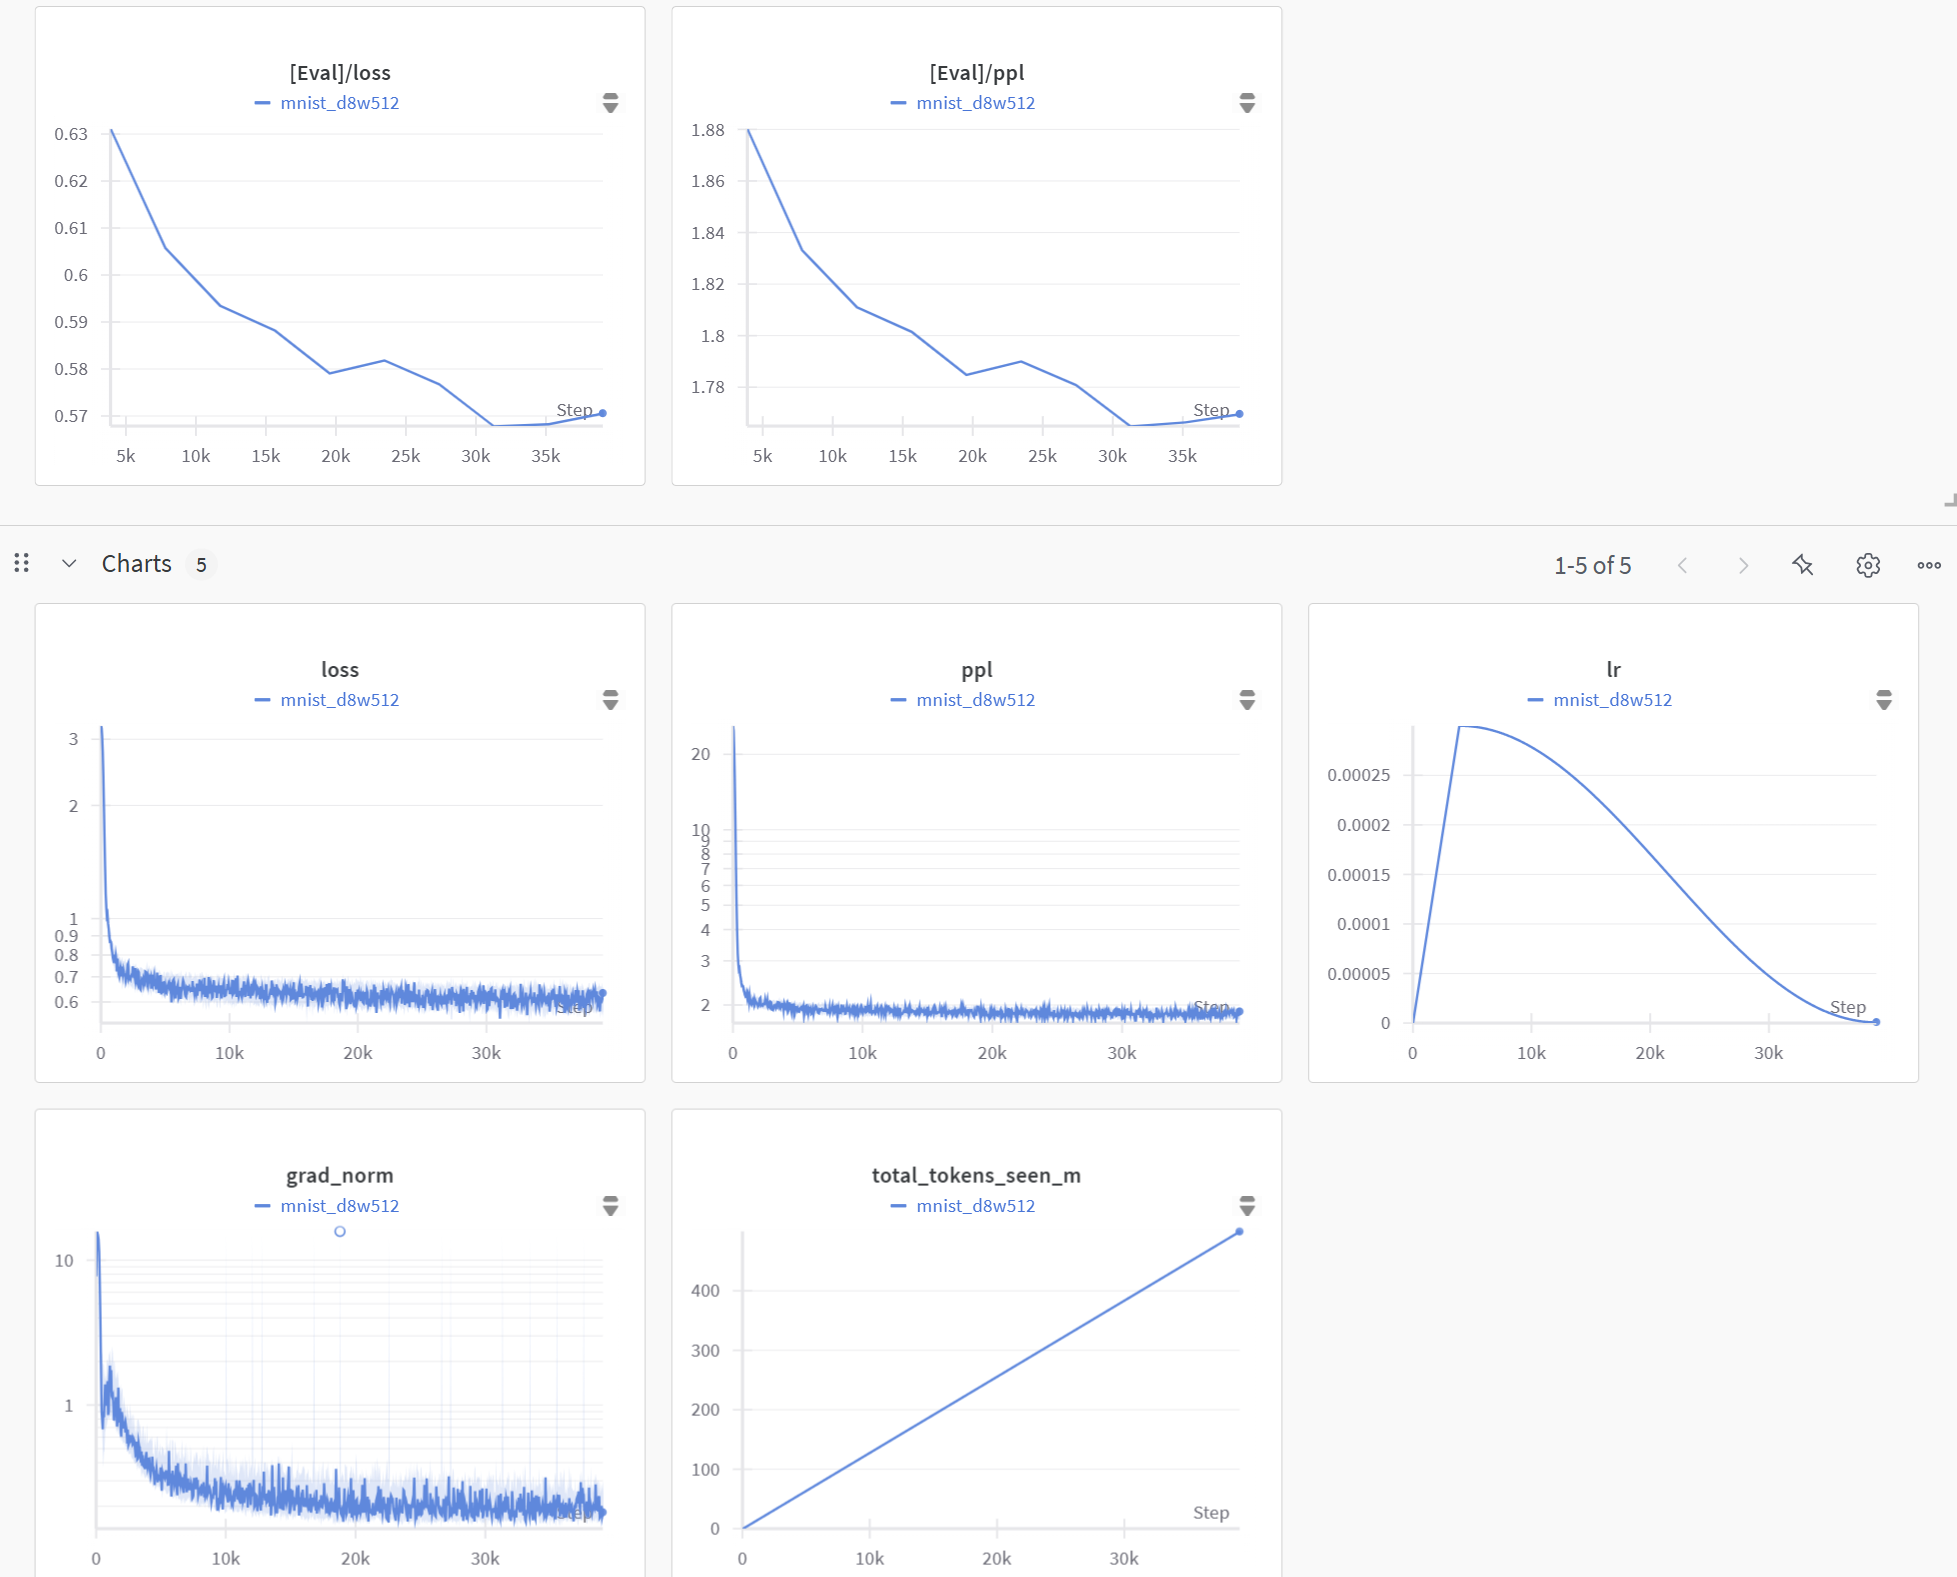 [Eval]/loss
mnist_d8w512
0.63
0.62
0.61
0.6
0.59
0.58
0.57
Step
5k 10k 15k 20k 25k 30k 35k
[Eval]/ppl
mnist_d8w512
1.88
1.86
1.84
1.82
1.8
1.78
Step
5k 10k 15k 20k 25k 30k 35k
Charts 5
1-5 of 5
loss
mnist_d8w512
3
2
1
0.9
0.8
0.7
0.6
Step
0 10k 20k 30k
ppl
mnist_d8w512
20
10
9
8
7
6
5
4
3
2
Step
0 10k 20k 30k
lr
mnist_d8w512
0.00025
0.0002
0.00015
0.0001
0.00005
0
Step
0 10k 20k 30k
grad_norm
mnist_d8w512
10
1
Step
0 10k 20k 30k
total_tokens_seen_m
mnist_d8w512
400
300
200
100
0
Step
0 10k 20k 30k